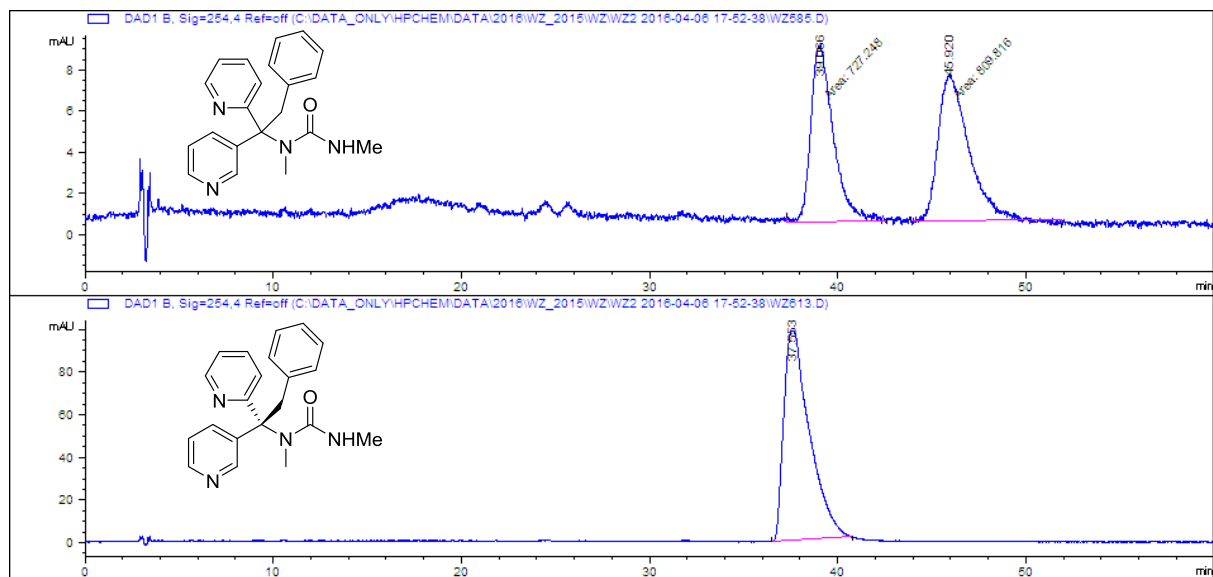 DAD1 B, Sig=254,4 Ref=off (C:\DATA_ONLY\HPCHEM\DATA\2016\WZ_2015\WZ\WZ2 2016-04-06 17-52-38\WZ585.D)
mAU
8
6
4
2
0
Area: 727.248
45.920
Area: 809.816
N
N
N
O
NHMe
0
10
20
30
40
50
min
DAD1 B, Sig=254,4 Ref=off (C:\DATA_ONLY\HPCHEM\DATA\2016\WZ_2015\WZ\WZ2 2016-04-06 17-52-38\WZ613.D)
mAU
80
60
40
20
0
N
N
N
O
NHMe
0
10
20
30
40
50
min